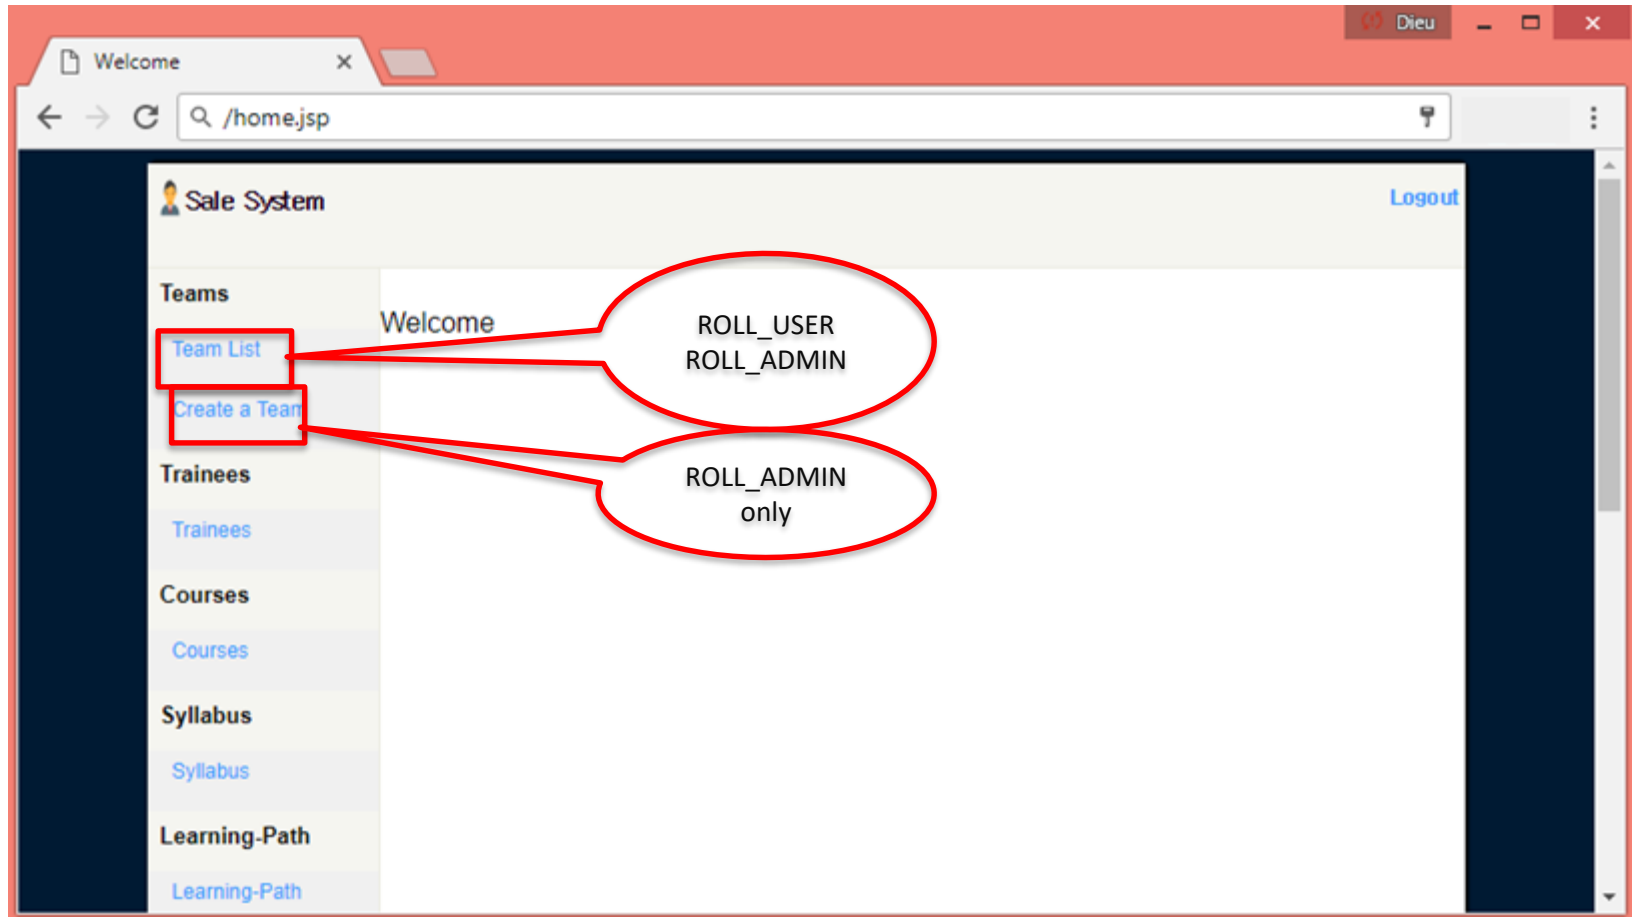 Dieu
Welcome
/home.jsp
Sale System
Logout
Teams
Welcome
ROLL_USER
ROLL_ADMIN
Team List
Create a Team
ROLL_ADMIN
only
Trainees
Trainees
Courses
Courses
Syllabus
Syllabus
Learning-Path
Learning-Path